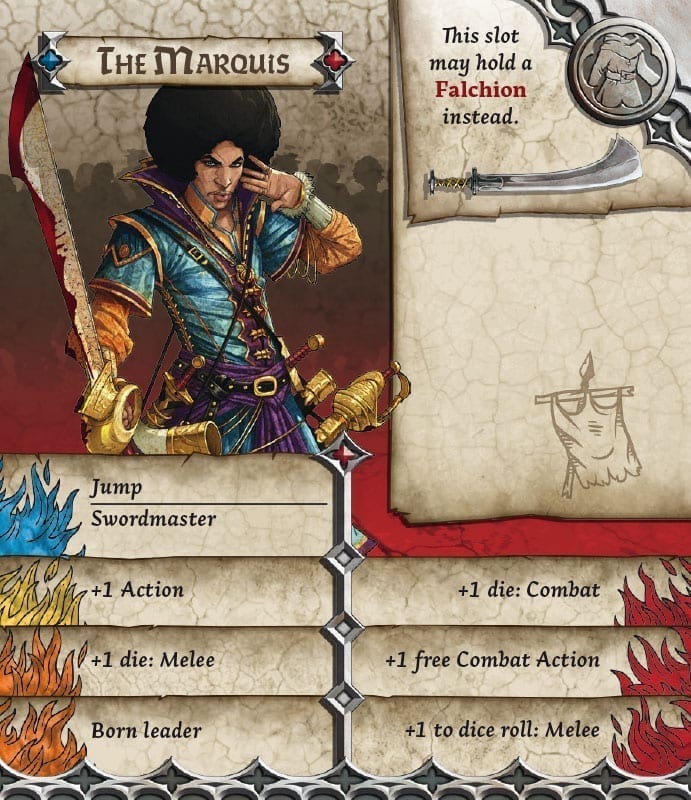 The Marquis
This slot
may hold a
Falchion
instead.
Jump
Swordmaster
+1 Action
+1 die: Combat
+1 die: Melee
+1 free Combat Action
Born leader
+1 to dice roll: Melee